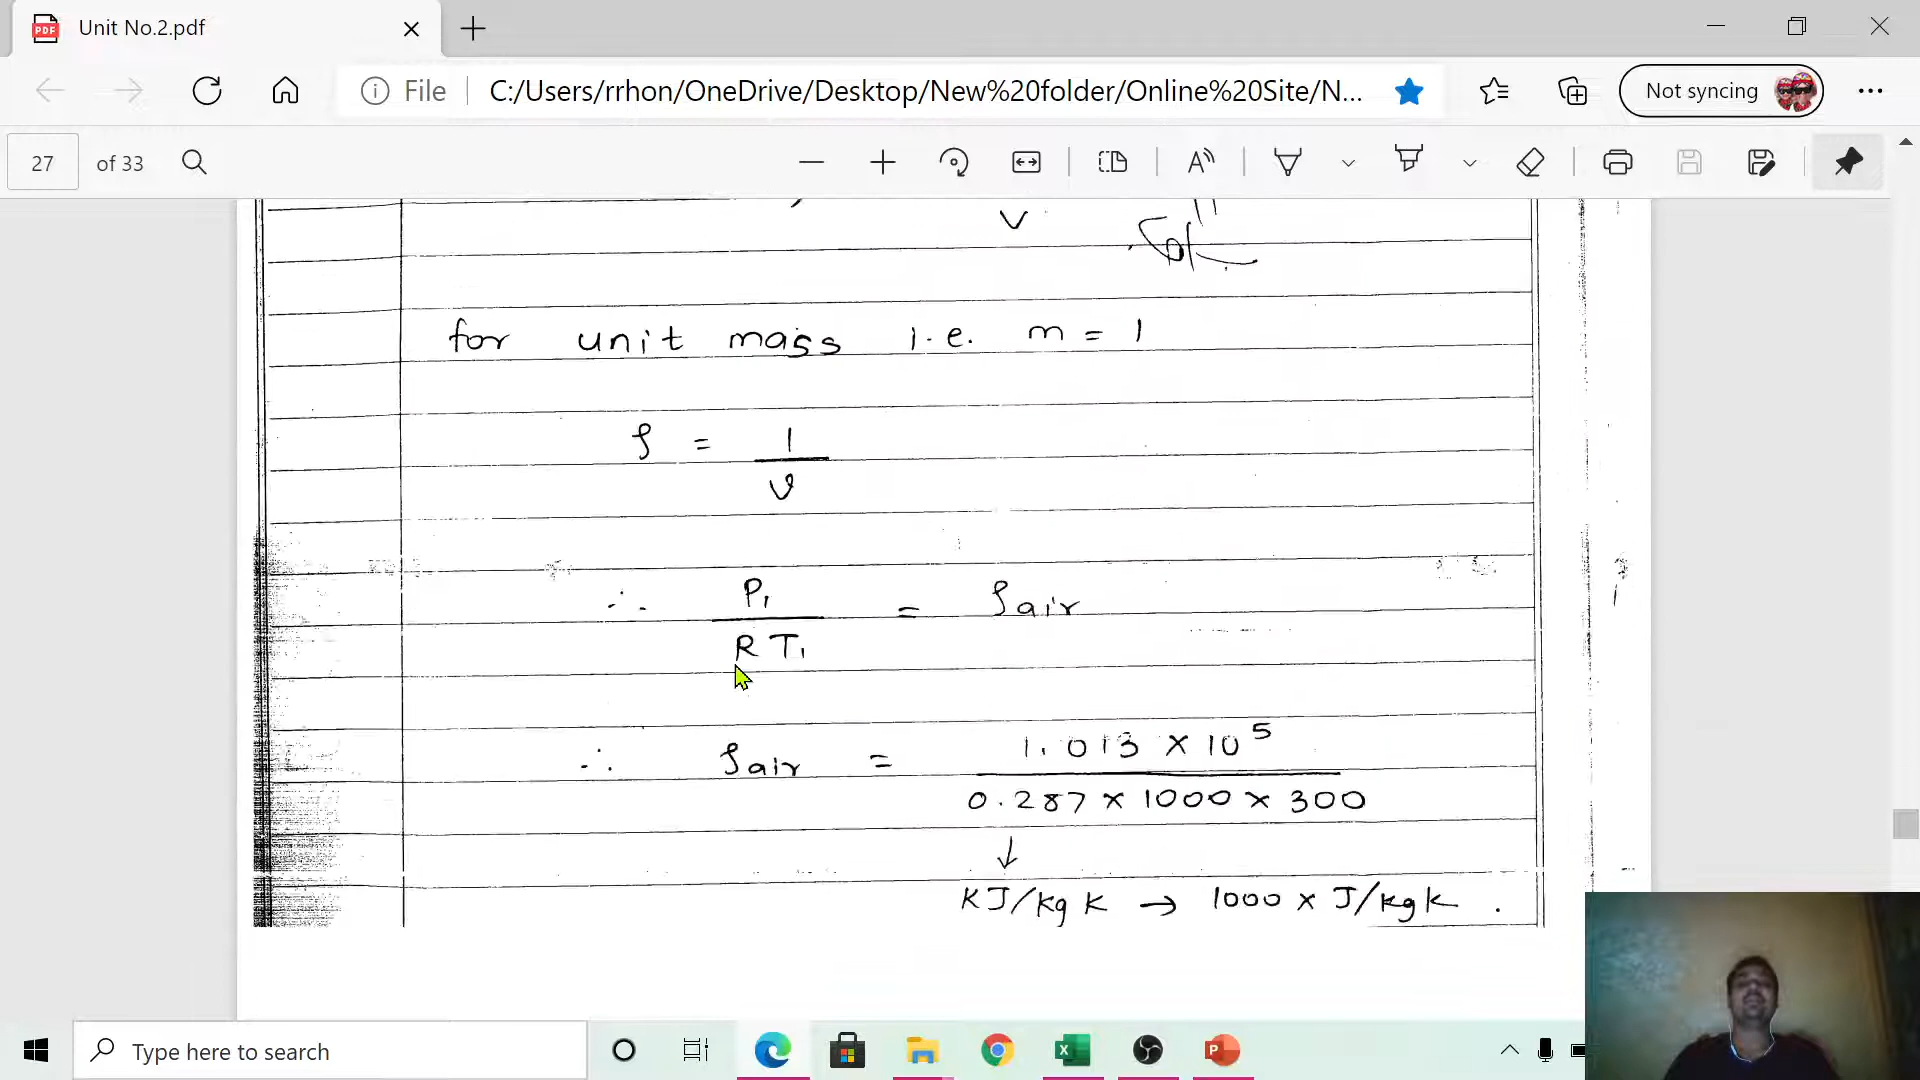 Unit No.2.pdf
File C:/Users/rrhon/OneDrive/Desktop/New%20folder/Online%20Site/N... Not syncing
27 of 33
V
for unit mass i.e. m = 1
ρ = 1/v
∴ P₁/RT₁ = ρair
∴ ρair = 1.013 × 10⁵ / 0.287 × 1000 × 300
↓
KJ/kg K → 1000 × J/kg K.
Type here to search